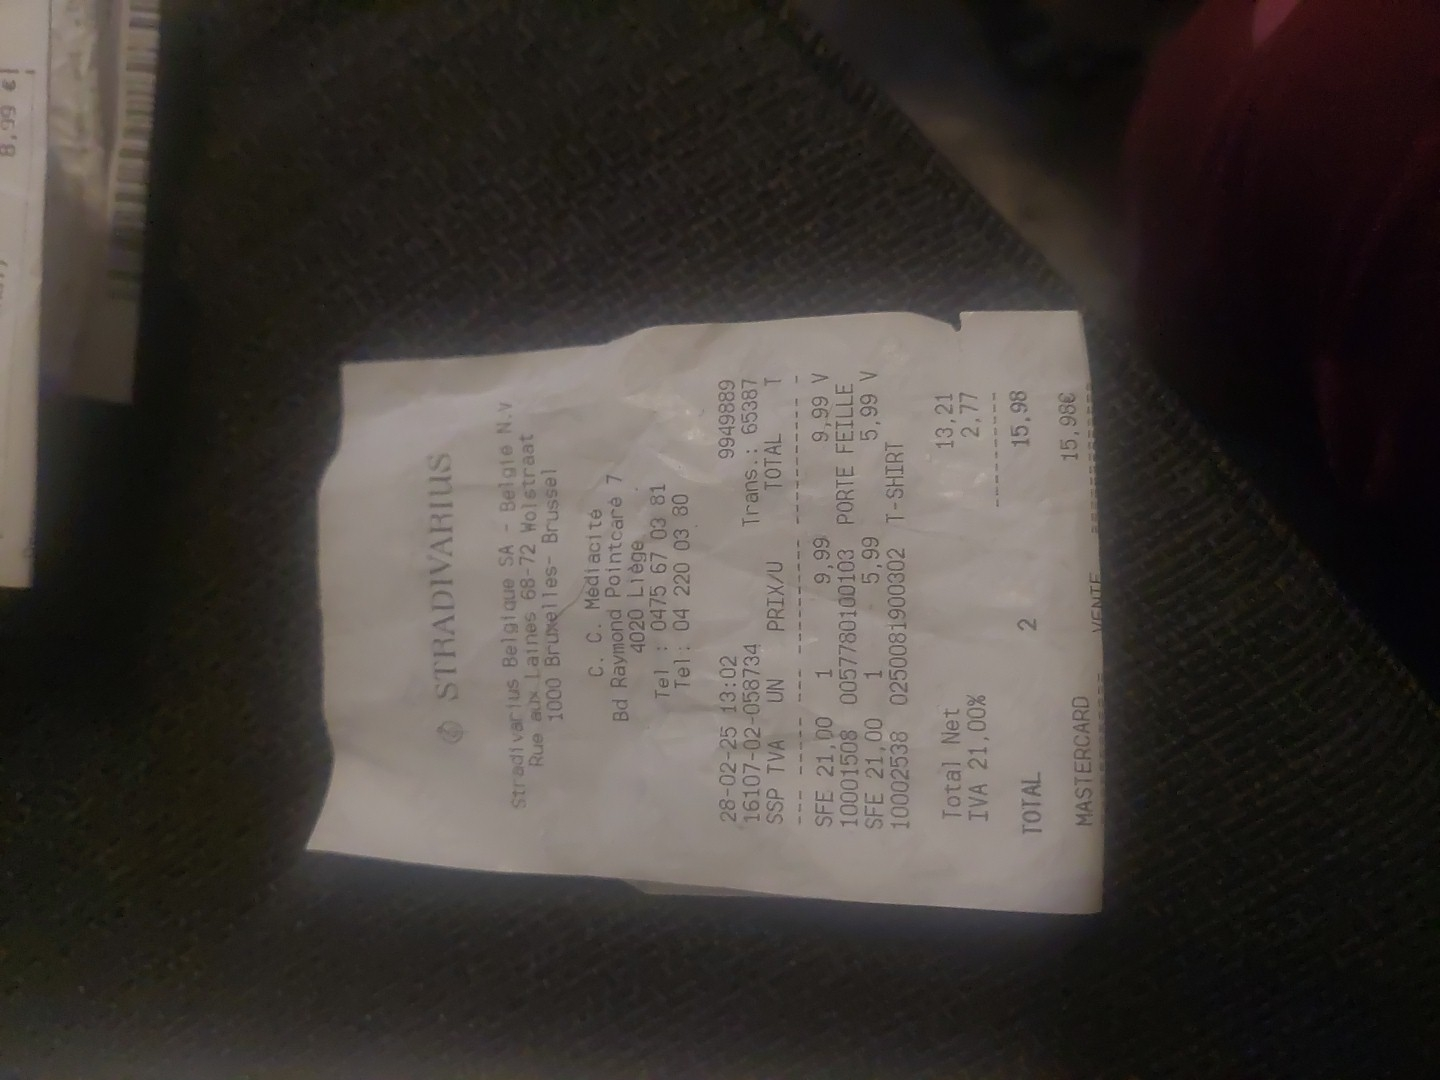 STRADIVARIUS
Stradivarius Belgique SA - Belgie N.V
Rue aux Laines 68-72 Wolstraat
1000 Bruxelles- Brussel
C. C. Médiacité
Bd Raymond Pointcaré 7
4020 Liège
Tel : 0475 67 03 81
Tel: 04 220 03 80
28-02-25 13:02 9949889
16107-02-058734 Trans.: 65387
SSP TVA UN PRIX/U TOTAL T
--- ----- --- -------- ----------- -
SFE 21,00 1 9,99 9,99 V
10001508 00577801001​03 PORTE FEILLE
SFE 21,00 1 5,99 5,99 V
10002538 0250081900302 T-SHIRT
Total Net 13,21
IVA 21,00% 2,77
----------
TOTAL 2 15,98
MASTERCARD 15,98€
VENTE
8,99 €